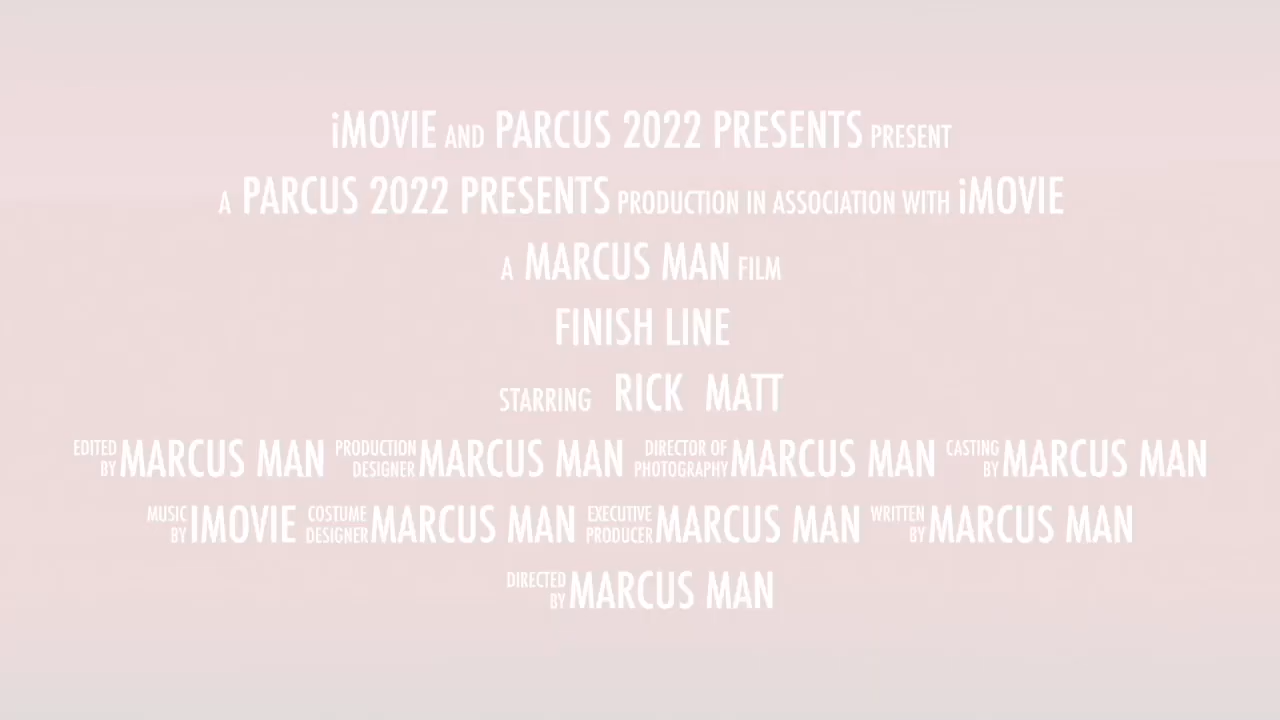 iMOVIE AND PARCUS 2022 PRESENTS PRESENT
A PARCUS 2022 PRESENTS PRODUCTION IN ASSOCIATION WITH iMOVIE
A MARCUS MAN FILM
FINISH LINE
STARRING RICK MATT
EDITED BY MARCUS MAN PRODUCTION DESIGNER MARCUS MAN DIRECTOR OF PHOTOGRAPHY MARCUS MAN CASTING BY MARCUS MAN
MUSIC BY IMOVIE COSTUME DESIGNER MARCUS MAN EXECUTIVE PRODUCER MARCUS MAN WRITTEN BY MARCUS MAN
DIRECTED BY MARCUS MAN